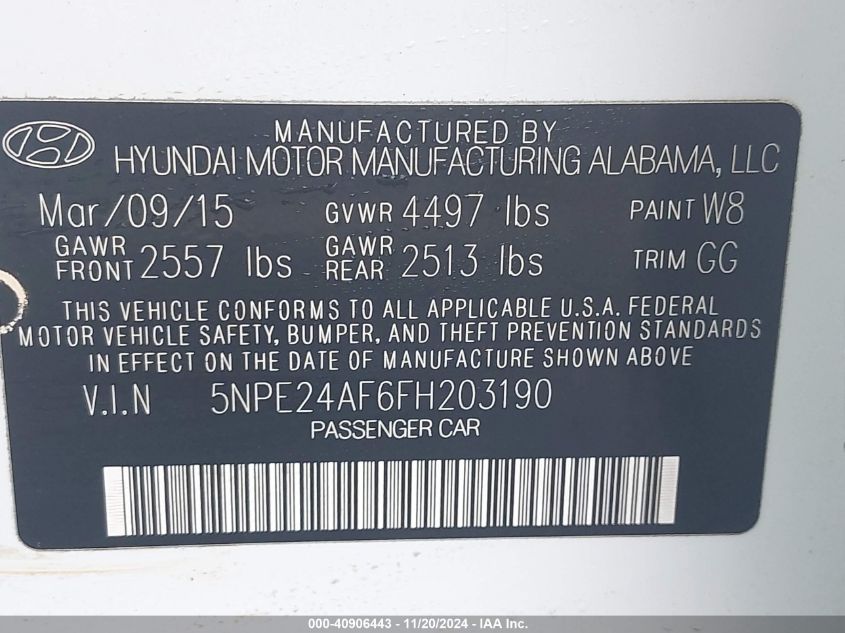 MANUFACTURED BY
HYUNDAI MOTOR MANUFACTURING ALABAMA, LLC
Mar/09/15 GVWR 4497 lbs PAINT W8
GAWR FRONT 2557 lbs GAWR REAR 2513 lbs TRIM GG
THIS VEHICLE CONFORMS TO ALL APPLICABLE U.S.A. FEDERAL
MOTOR VEHICLE SAFETY, BUMPER, AND THEFT PREVENTION STANDARDS
IN EFFECT ON THE DATE OF MANUFACTURE SHOWN ABOVE
V.I.N 5NPE24AF6FH203190
PASSENGER CAR
000-40906443 - 11/20/2024 - IAA Inc.